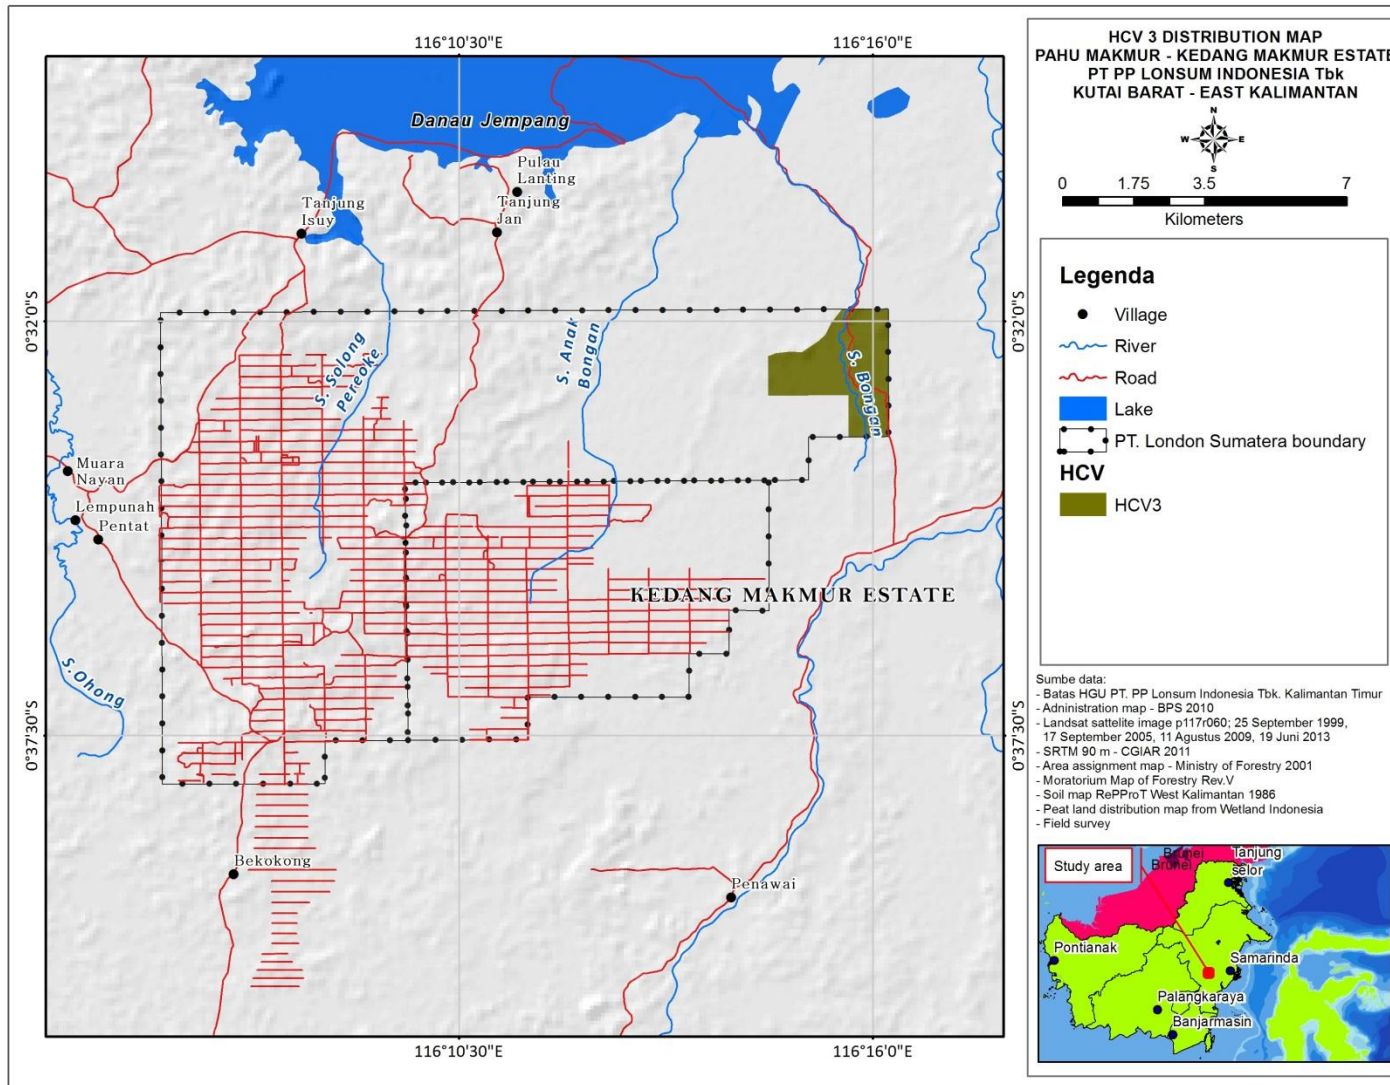 HCV 3 DISTRIBUTION MAP
PAHU MAKMUR - KEDANG MAKMUR ESTATE
PT PP LONSUM INDONESIA Tbk
KUTAI BARAT - EAST KALIMANTAN
N
W E
S
0 1.75 3.5 7
Kilometers
Legenda
Village
River
Road
Lake
PT. London Sumatera boundary
HCV
HCV3
Sumbe data:
- Batas HGU PT. PP Lonsum Indonesia Tbk. Kalimantan Timur
- Administration map - BPS 2010
- Landsat sattelite image p117r060; 25 September 1999,
17 September 2005, 11 Agustus 2009, 19 Juni 2013
- SRTM 90 m - CGIAR 2011
- Area assignment map - Ministry of Forestry 2001
- Moratorium Map of Forestry Rev.V
- Soil map RePPProT West Kalimantan 1986
- Peat land distribution map from Wetland Indonesia
- Field survey
Study area
Brunei
Brunei
Tanjung
selor
Pontianak
Samarinda
Palangkaraya
Banjarmasin
116°10'30"E
116°16'0"E
Danau Jempang
Pulau
Lanting
Tanjung
Isuy
Tanjung
Jan
0°32'0"S
0°32'0"S
S. Solong
Pereoke
S. Anak
Bongan
S. Bongan
Muara
Nayan
Lempunah
Pentat
KEDANG MAKMUR ESTATE
S.Ohong
0°37'30"S
0°37'30"S
Bekokong
Penawai
116°10'30"E
116°16'0"E